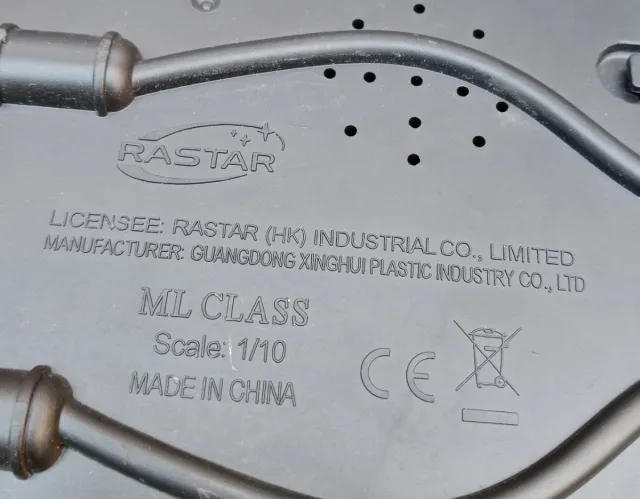 RASTAR
LICENSEE: RASTAR (HK) INDUSTRIAL CO., LIMITED
MANUFACTURER: GUANGDONG XINGHUI PLASTIC INDUSTRY CO., LTD
ML CLASS
Scale: 1/10
MADE IN CHINA
CE